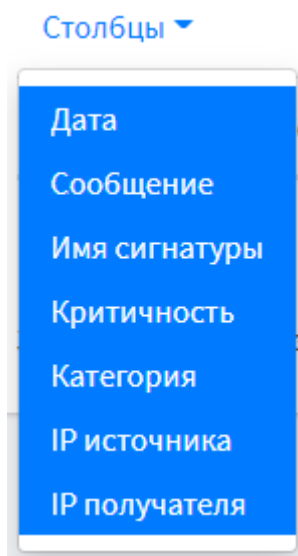 Столбцы
Дата
Сообщение
Имя сигнатуры
Критичность
Категория
IP источника
IP получателя